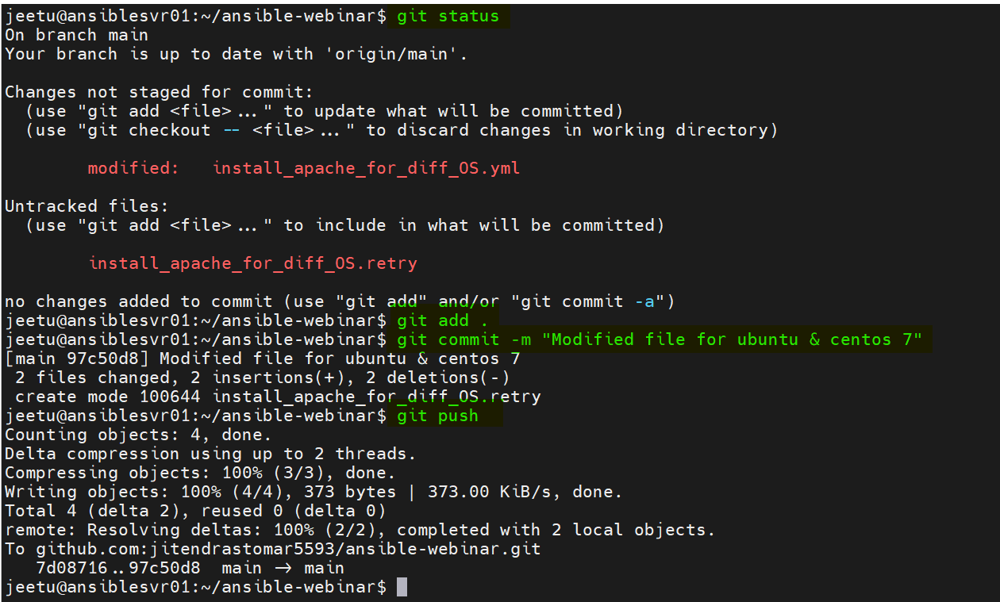 jeetu@ansiblesvr01:~/ansible-webinar$ git status
On branch main
Your branch is up to date with 'origin/main'.
Changes not staged for commit:
  (use "git add <file>..." to update what will be committed)
  (use "git checkout -- <file>..." to discard changes in working directory)
        modified:   install_apache_for_diff_OS.yml
Untracked files:
  (use "git add <file>..." to include in what will be committed)
        install_apache_for_diff_OS.retry
no changes added to commit (use "git add" and/or "git commit -a")
jeetu@ansiblesvr01:~/ansible-webinar$ git add .
jeetu@ansiblesvr01:~/ansible-webinar$ git commit -m "Modified file for ubuntu & centos 7"
[main 97c50d8] Modified file for ubuntu & centos 7
 2 files changed, 2 insertions(+), 2 deletions(-)
 create mode 100644 install_apache_for_diff_OS.retry
jeetu@ansiblesvr01:~/ansible-webinar$ git push
Counting objects: 4, done.
Delta compression using up to 2 threads.
Compressing objects: 100% (3/3), done.
Writing objects: 100% (4/4), 373 bytes | 373.00 KiB/s, done.
Total 4 (delta 2), reused 0 (delta 0)
remote: Resolving deltas: 100% (2/2), completed with 2 local objects.
To github.com:jitendrastomar5593/ansible-webinar.git
   7d08716..97c50d8  main -> main
jeetu@ansiblesvr01:~/ansible-webinar$